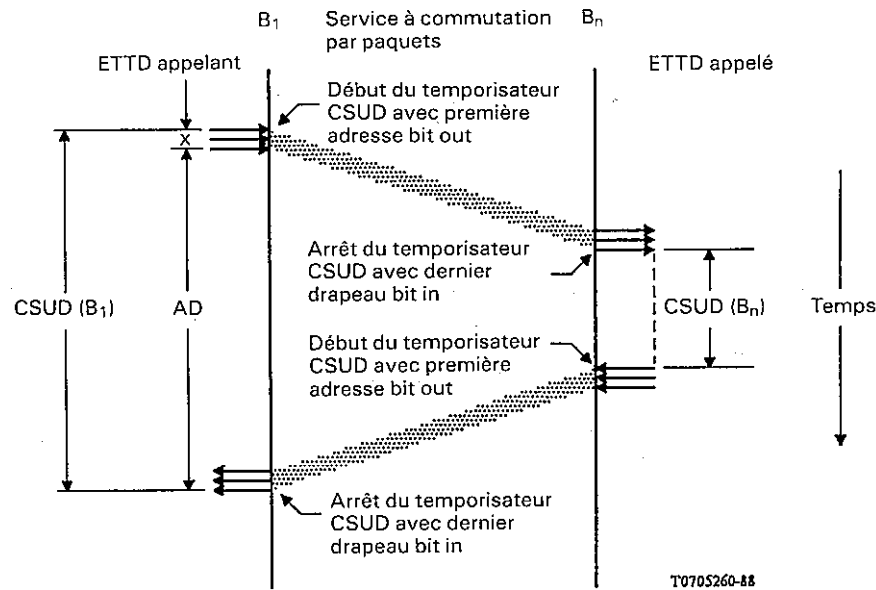 B1
Service à commutation
par paquets
Bn
ETTD appelant
ETTD appelé
Début du temporisateur
CSUD avec première
adresse bit out
X
Arrêt du temporisateur
CSUD avec dernier
drapeau bit in
CSUD (B1)
AD
CSUD (Bn)
Temps
Début du temporisateur
CSUD avec première
adresse bit out
Arrêt du temporisateur
CSUD avec dernier
drapeau bit in
T0705260-88